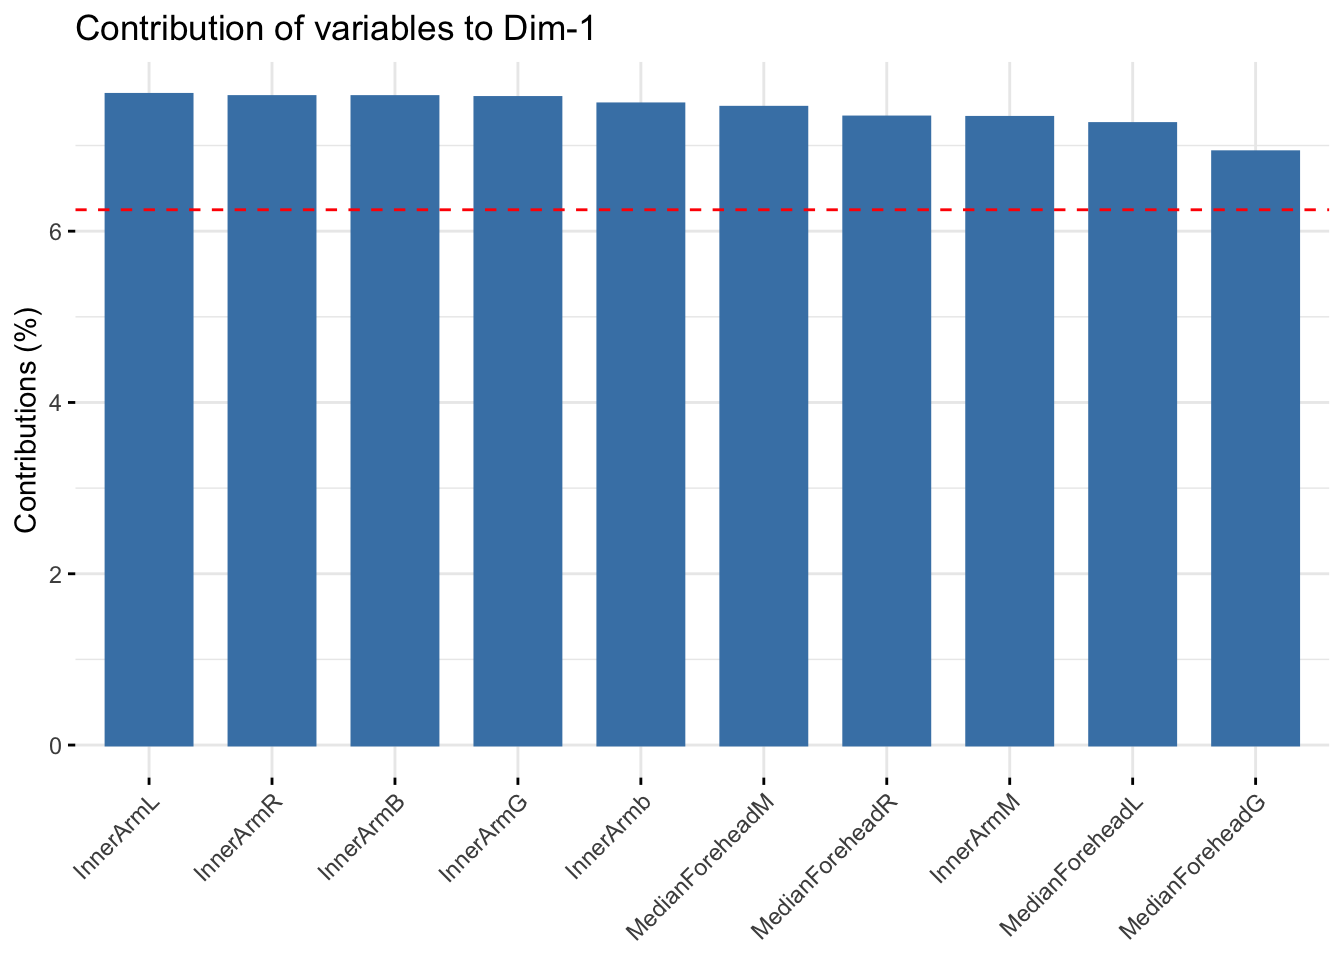 Contribution of variables to Dim-1
Contributions (%)
6
4
2
0
InnerArmL
InnerArmR
InnerArmB
InnerArmG
InnerArmb
MedianForeheadM
MedianForeheadR
InnerArmM
MedianForeheadL
MedianForeheadG